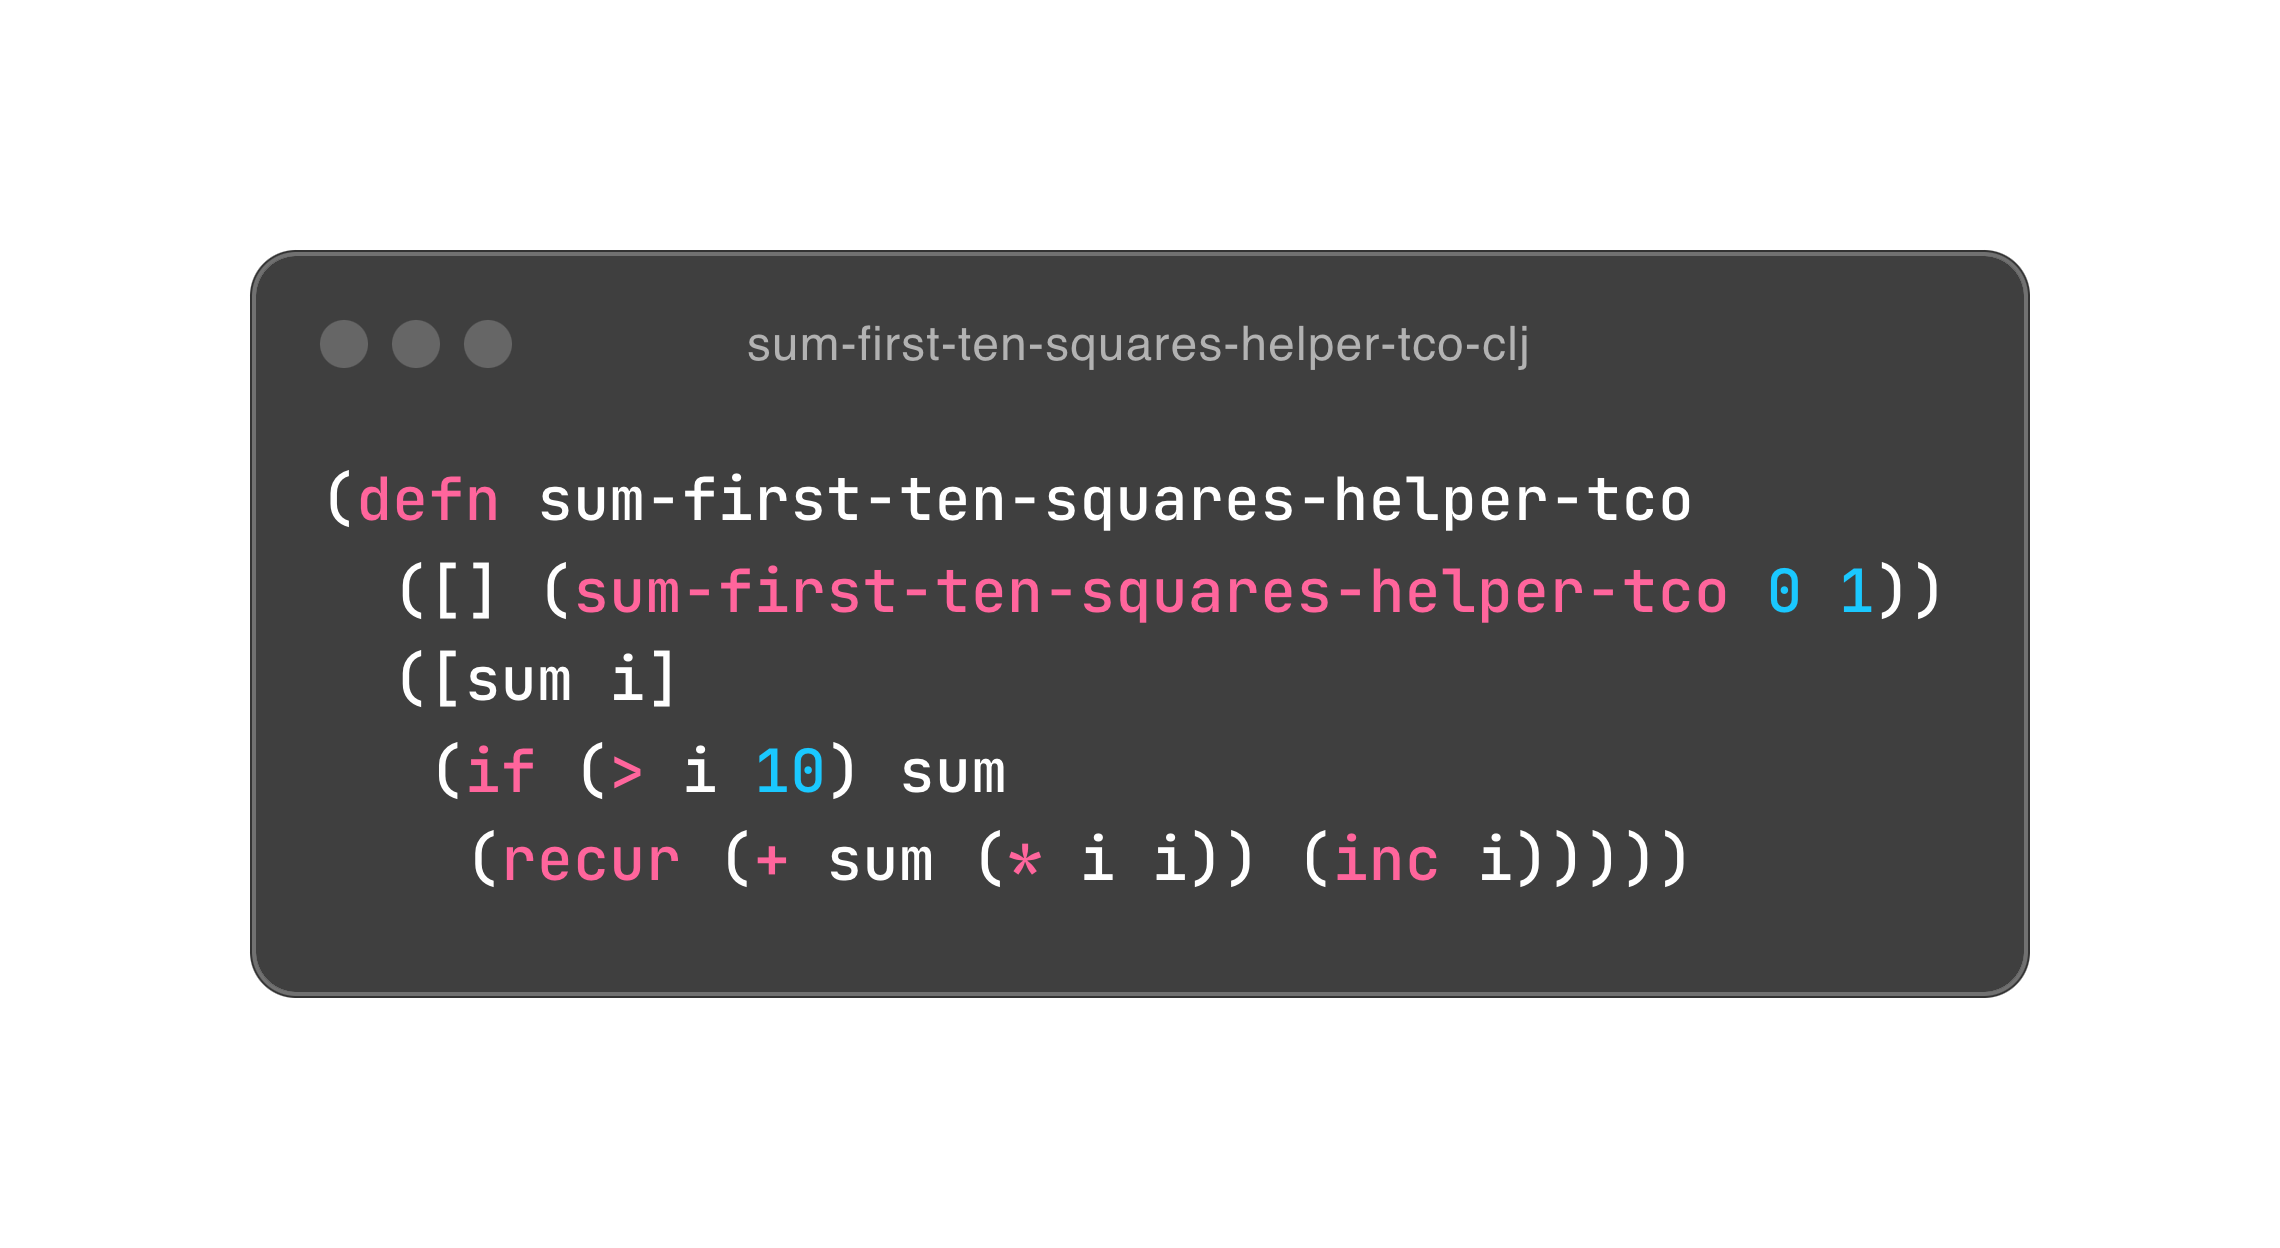 sum-first-ten-squares-helper-tco-clj
(defn sum-first-ten-squares-helper-tco
  ([] (sum-first-ten-squares-helper-tco 0 1))
  ([sum i]
   (if (> i 10) sum
    (recur (+ sum (* i i)) (inc i)))))